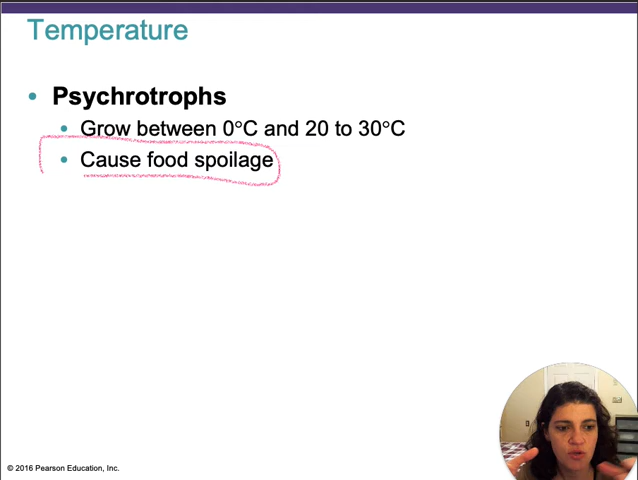 Temperature
• Psychrotrophs
• Grow between 0°C and 20 to 30°C
• Cause food spoilage
© 2016 Pearson Education, Inc.